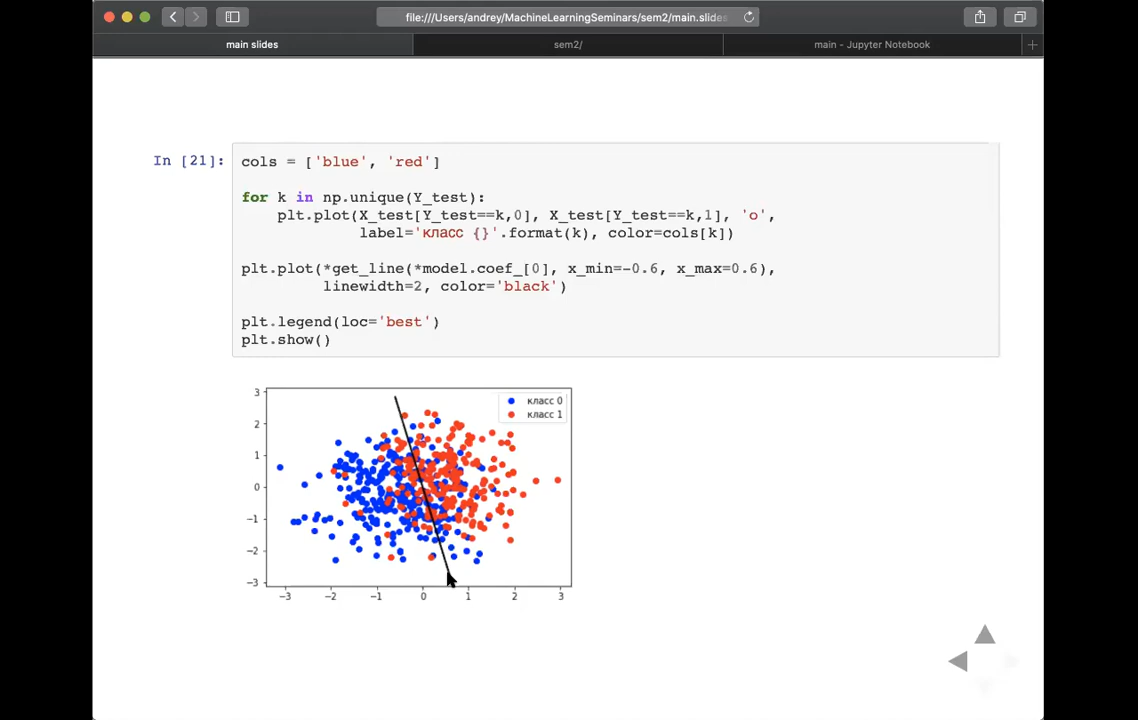 file:///Users/andrey/MachineLearningSeminars/sem2/main.slides
main slides
sem2/
main - Jupyter Notebook
In [21]:
cols = ['blue', 'red']
for k in np.unique(Y_test):
    plt.plot(X_test[Y_test==k,0], X_test[Y_test==k,1], 'o',
             label='класс {}'.format(k), color=cols[k])
plt.plot(*get_line(*model.coef_[0], x_min=-0.6, x_max=0.6),
         linewidth=2, color='black')
plt.legend(loc='best')
plt.show()
класс 0
класс 1
3
2
1
0
−1
−2
−3
−3 −2 −1 0 1 2 3